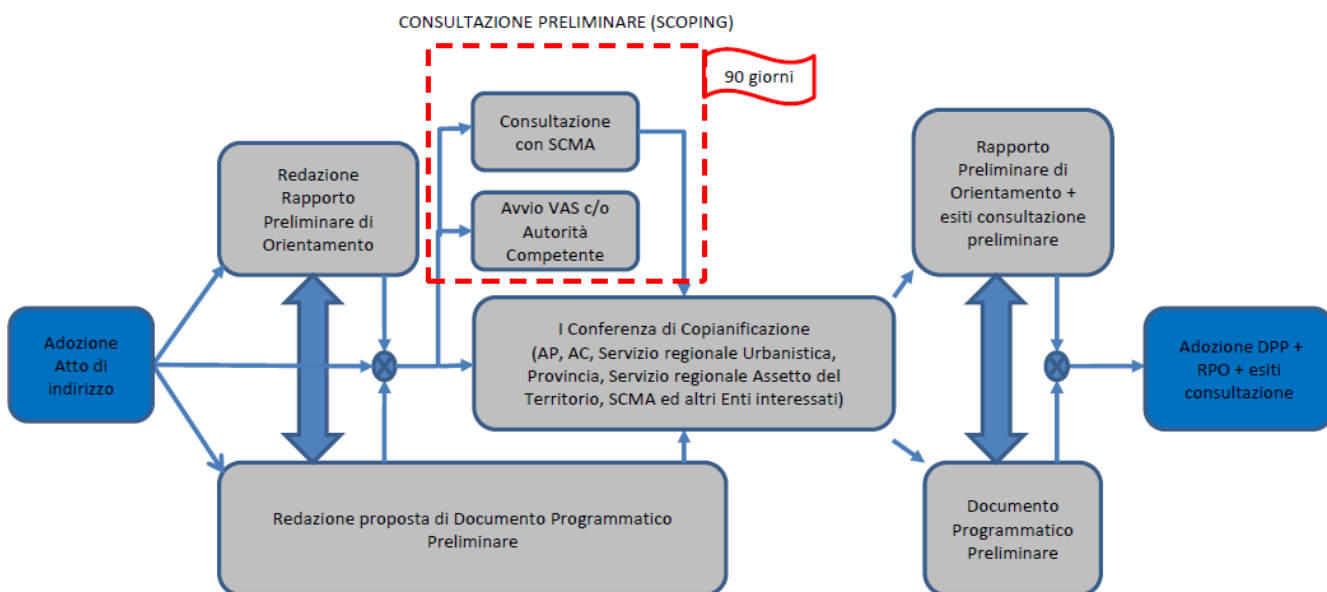 CONSULTAZIONE PRELIMINARE (SCOPING)
90 giorni
Consultazione
con SCMA
Avvio VAS c/o
Autorità
Competente
Redazione
Rapporto
Preliminare di
Orientamento
Adozione
Atto di
indirizzo
I Conferenza di Copianificazione
(AP, AC, Servizio regionale Urbanistica,
Provincia, Servizio regionale Assetto del
Territorio, SCMA ed altri Enti interessati)
Redazione proposta di Documento Programmatico
Preliminare
Rapporto
Preliminare di
Orientamento +
esiti consultazione
preliminare
Documento
Programmatico
Preliminare
Adozione DPP +
RPO + esiti
consultazione